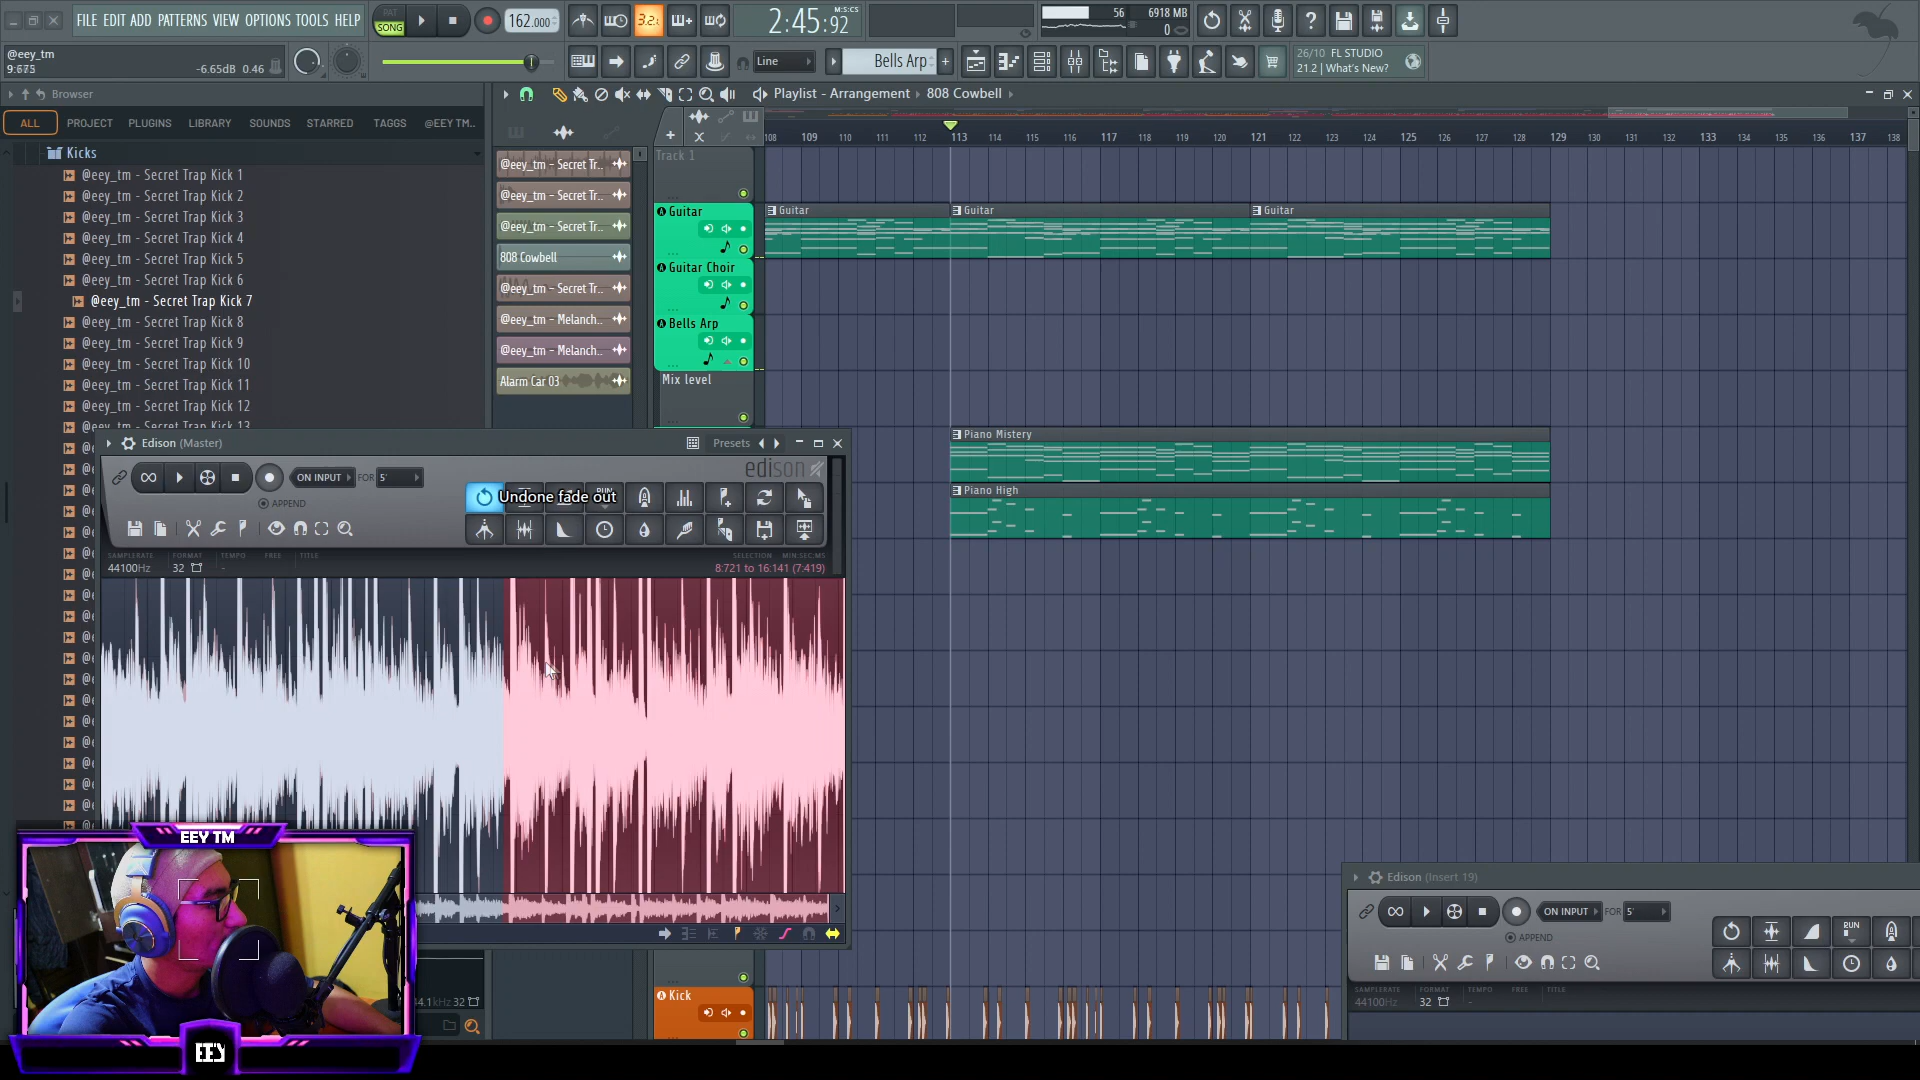 FILE EDIT ADD PATTERNS VIEW OPTIONS TOOLS HELP
PAT
SONG
162.000
3.2.
2:45:92
M:S:CS
56
6918 MB
0
@eey_tm
-6.65dB 0.46
Line
Bells Arp
26/10 FL STUDIO
21.2 | What's New?
Browser
ALL PROJECT PLUGINS LIBRARY SOUNDS STARRED TAGGS @EEY TM..
Kicks
@eey_tm - Secret Trap Kick 1
@eey_tm - Secret Trap Kick 2
@eey_tm - Secret Trap Kick 3
@eey_tm - Secret Trap Kick 4
@eey_tm - Secret Trap Kick 5
@eey_tm - Secret Trap Kick 6
@eey_tm - Secret Trap Kick 7
@eey_tm - Secret Trap Kick 8
@eey_tm - Secret Trap Kick 9
@eey_tm - Secret Trap Kick 10
@eey_tm - Secret Trap Kick 11
@eey_tm - Secret Trap Kick 12
@eey_tm - Secret Trap Kick 13
Playlist - Arrangement › 808 Cowbell ›
108 109 110 111 112 113 114 115 116 117 118 119 120 121 122 123 124 125 126 127 128 129 130 131 132 133 134 135 136 137 138
@eey_tm - Secret Tr..
@eey_tm - Secret Tr..
@eey_tm - Secret Tr..
808 Cowbell
@eey_tm - Secret Tr..
@eey_tm - Melanch..
@eey_tm - Melanch..
Alarm Car 03
Track 1
Guitar
Guitar Choir
Bells Arp
Mix level
Kick
Guitar
Guitar
Guitar
Piano Mistery
Piano High
Edison (Master)
Presets
edison
ON INPUT
FOR 5'
APPEND
Undone fade out
SAMPLERATE FORMAT TEMPO FREE TITLE
44100Hz 32 -
SELECTION MIN:SEC:MS
8:721 to 16:141 (7:419)
44.1kHz 32
EEY TM
EEY
Edison (Insert 19)
ON INPUT
FOR 5'
APPEND
RUN
SAMPLERATE FORMAT TEMPO FREE TITLE
44100Hz 32 -